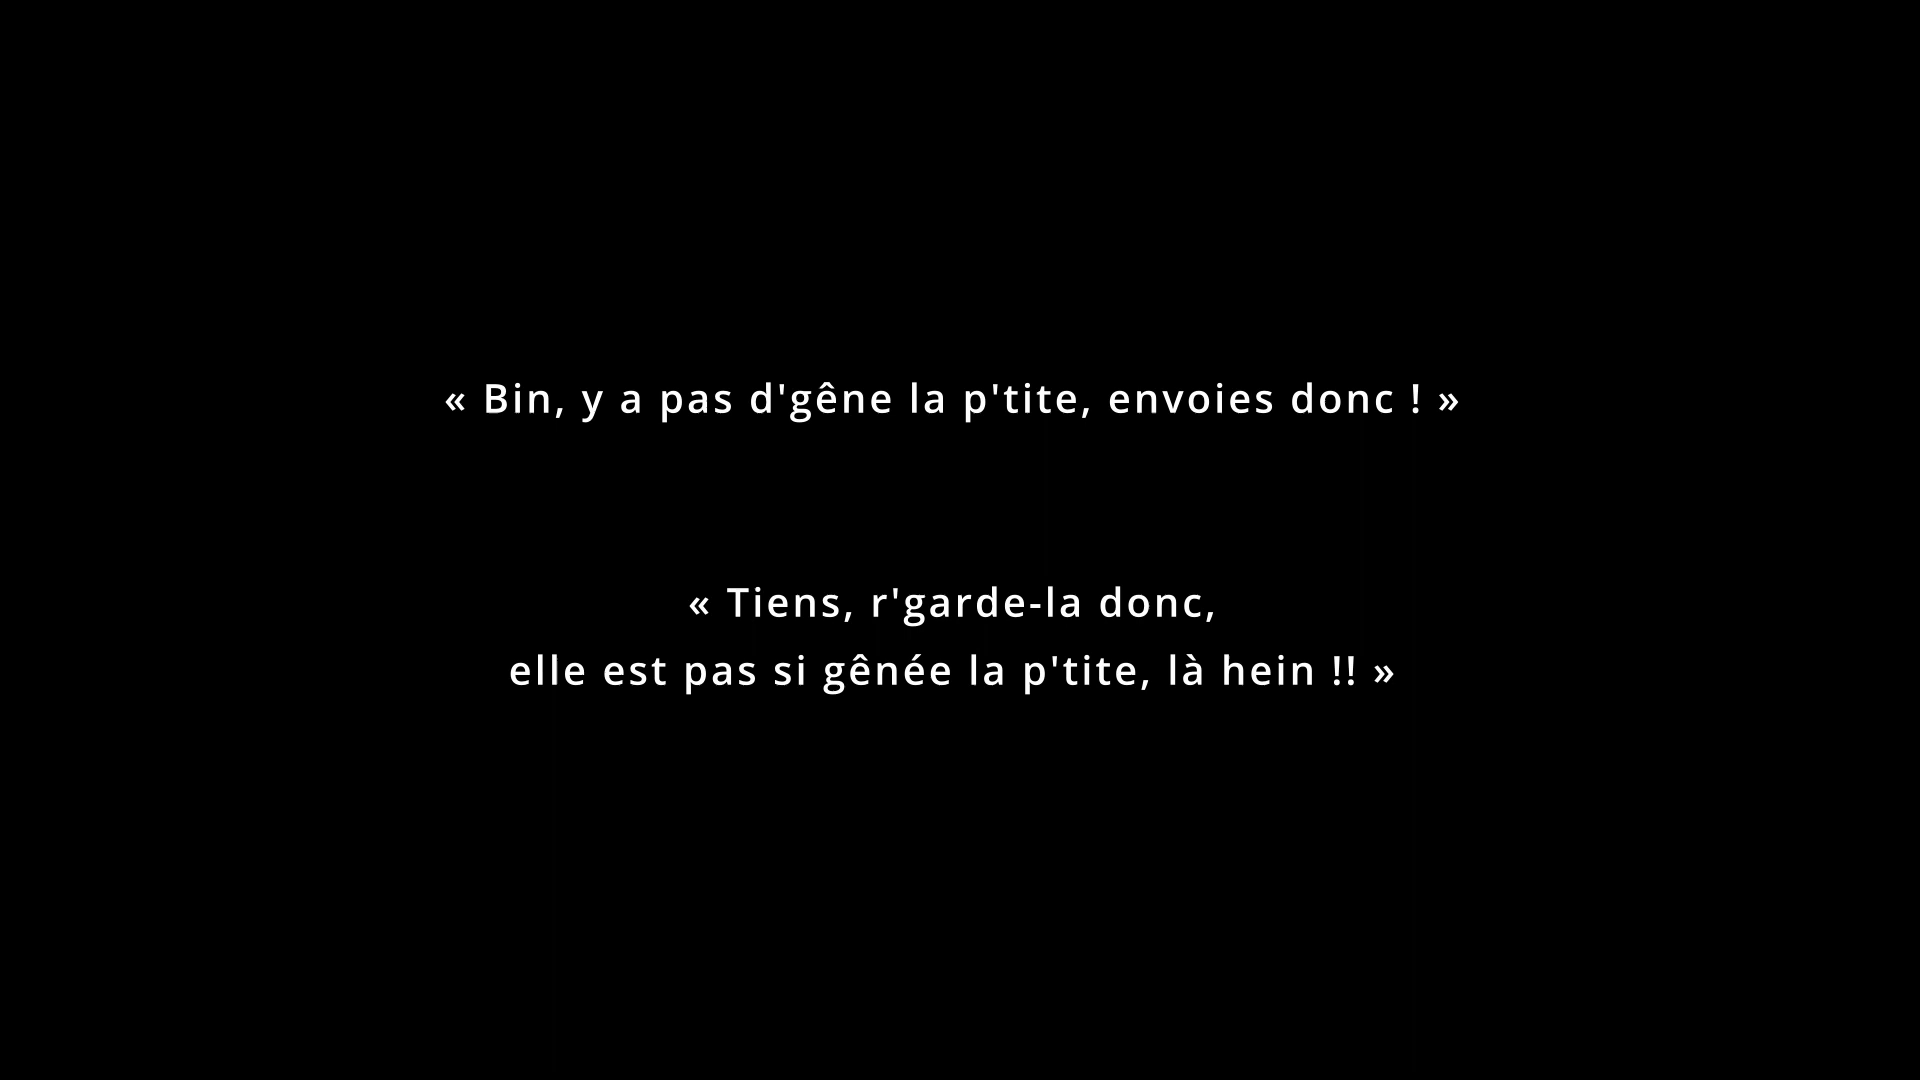 « Bin, y a pas d'gêne la p'tite, envoies donc ! »
« Tiens, r'garde-la donc,
elle est pas si gênée la p'tite, là hein !! »